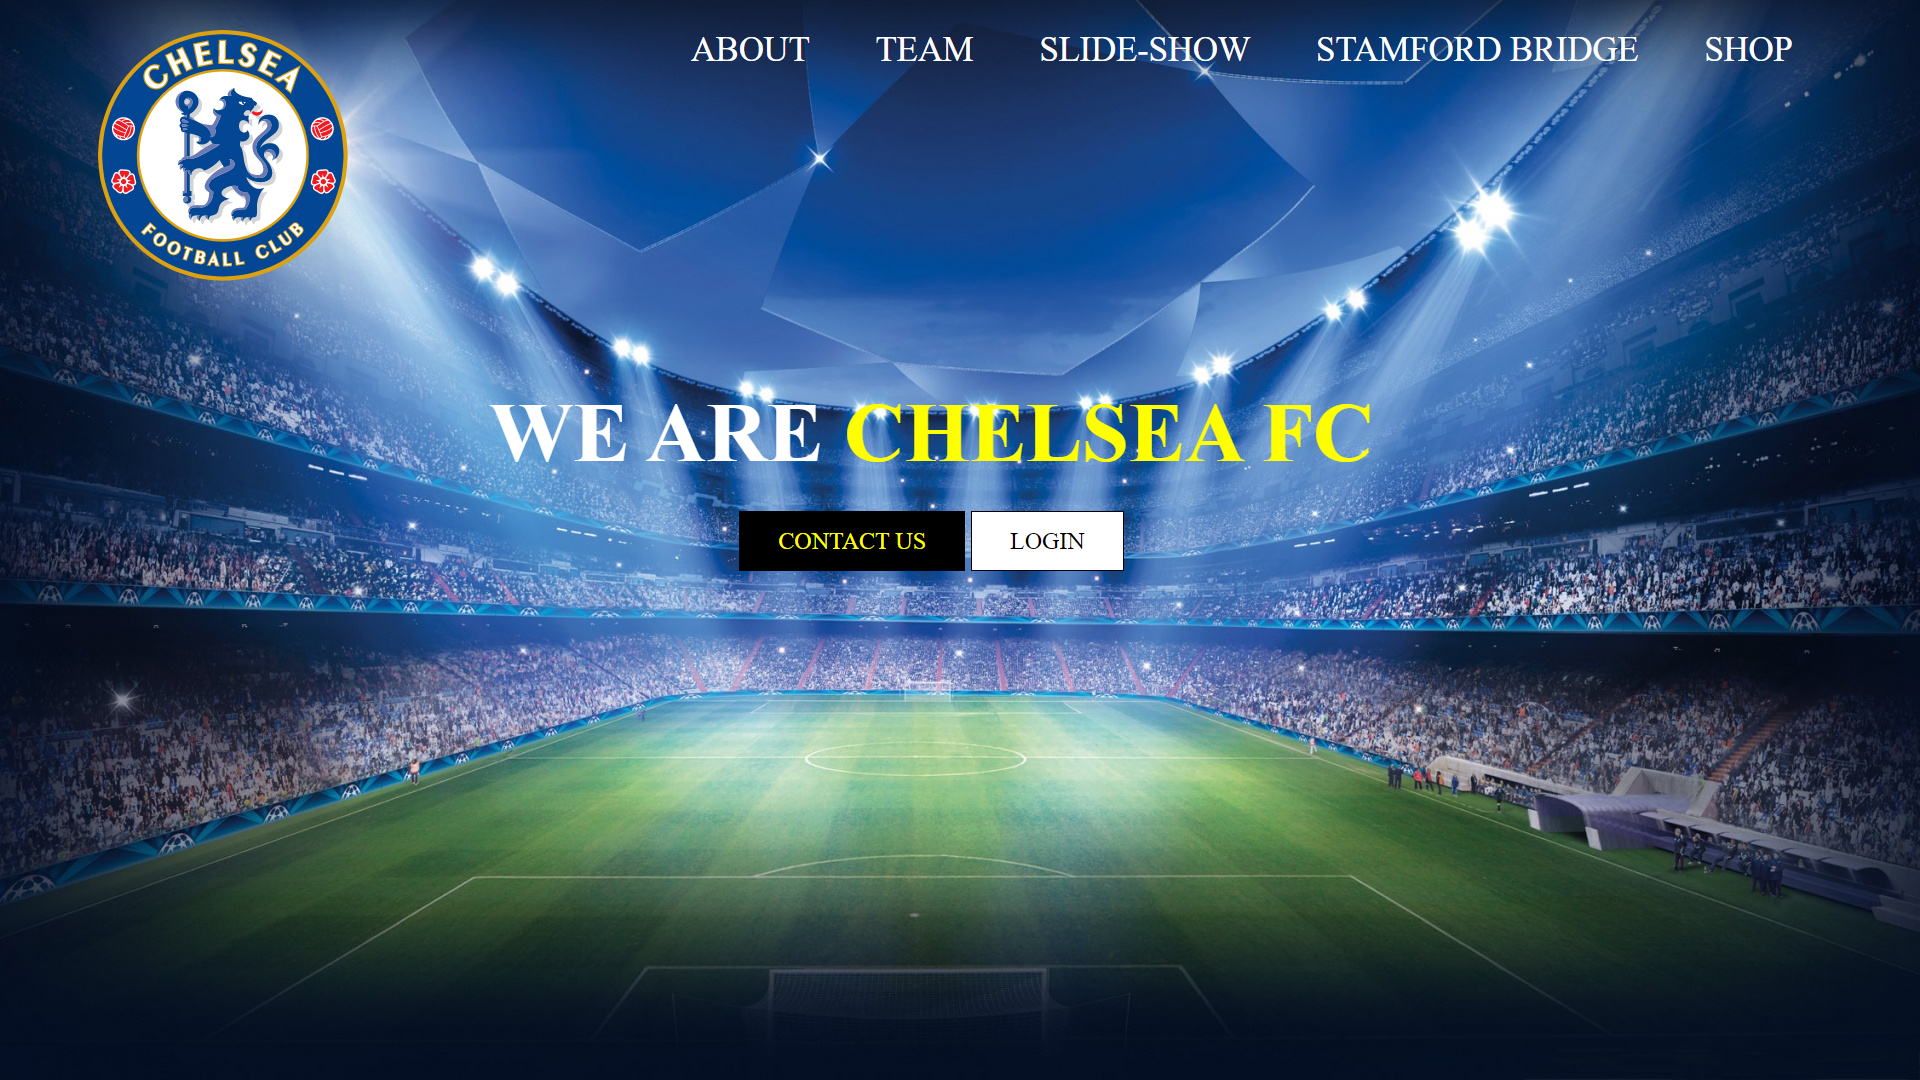 CHELSEA
FOOTBALL CLUB
ABOUT TEAM SLIDE-SHOW STAMFORD BRIDGE SHOP
WE ARE CHELSEA FC
CONTACT US LOGIN